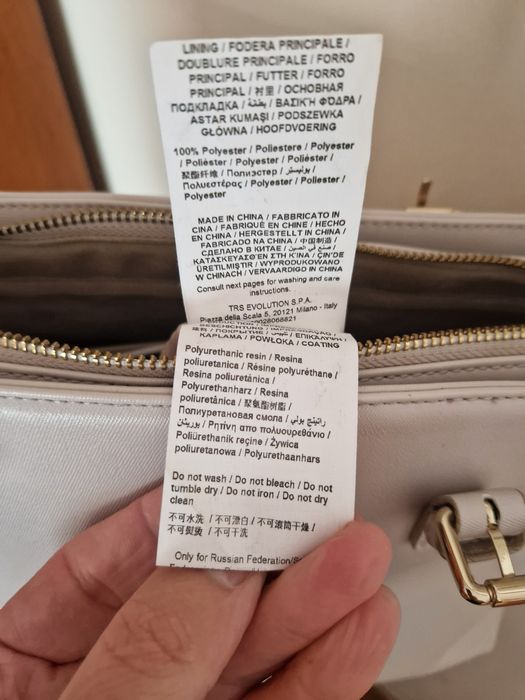 LINING / FODERA PRINCIPALE /
DOUBLURE PRINCIPALE / FORRO
PRINCIPAL / FUTTER / FORRO
PRINCIPAL / 衬里 / ОСНОВНАЯ
ПОДКЛАДКА / بطانة / ΒΑΣΙΚΉ ΦΌΔΡΑ /
ASTAR KUMAŞI / PODSZEWKA
GŁÓWNA / HOOFDVOERING
100% Polyester / Poliestere / Polyester
/ Poliéster / Polyester / Poliéster /
聚酯纤维 / Полиэстер / بوليستر /
Πολυεστέρας / Polyester / Poliester /
Polyester
MADE IN CHINA / FABBRICATO IN
CINA / FABRIQUÉ EN CHINE / HECHO
EN CHINA / HERGESTELLT IN CHINA /
FABRICADO NA CHINA / 中国制造 /
СДЕЛАНО В КИТАЕ / صنع في الصين /
ΚΑΤΑΣΚΕΥΆΖΕΤΑΙ ΣΤΗ ΚΊΝΑ / ÇİN'DE
ÜRETİLMİŞTİR / WYPRODUKOWANO
W CHINACH / VERVAARDIGD IN CHINA
Consult next pages for washing and care
instructions.
TRS EVOLUTION S.P.A.
Piazza della Scala 5, 20121 Milano - Italy
KAPLAMA / POWŁOKA / COATING
Polyurethanic resin / Resina
poliuretanica / Résine polyuréthane /
Resina poliuretánica /
Polyurethanharz / Resina
poliuretânica / 聚氨酯树脂 /
Полиуретановая смола / راتينج بولي
يوريثان / Ρητίνη απο πολυουρεθάνιο /
Poliürethanik reçine / Żywica
poliuretanowa / Polyurethaanhars
Do not wash / Do not bleach / Do not
tumble dry / Do not iron / Do not dry
clean
不可水洗 / 不可漂白 / 不可滚筒干燥 /
不可熨烫 / 不可干洗
Only for Russian Federation/